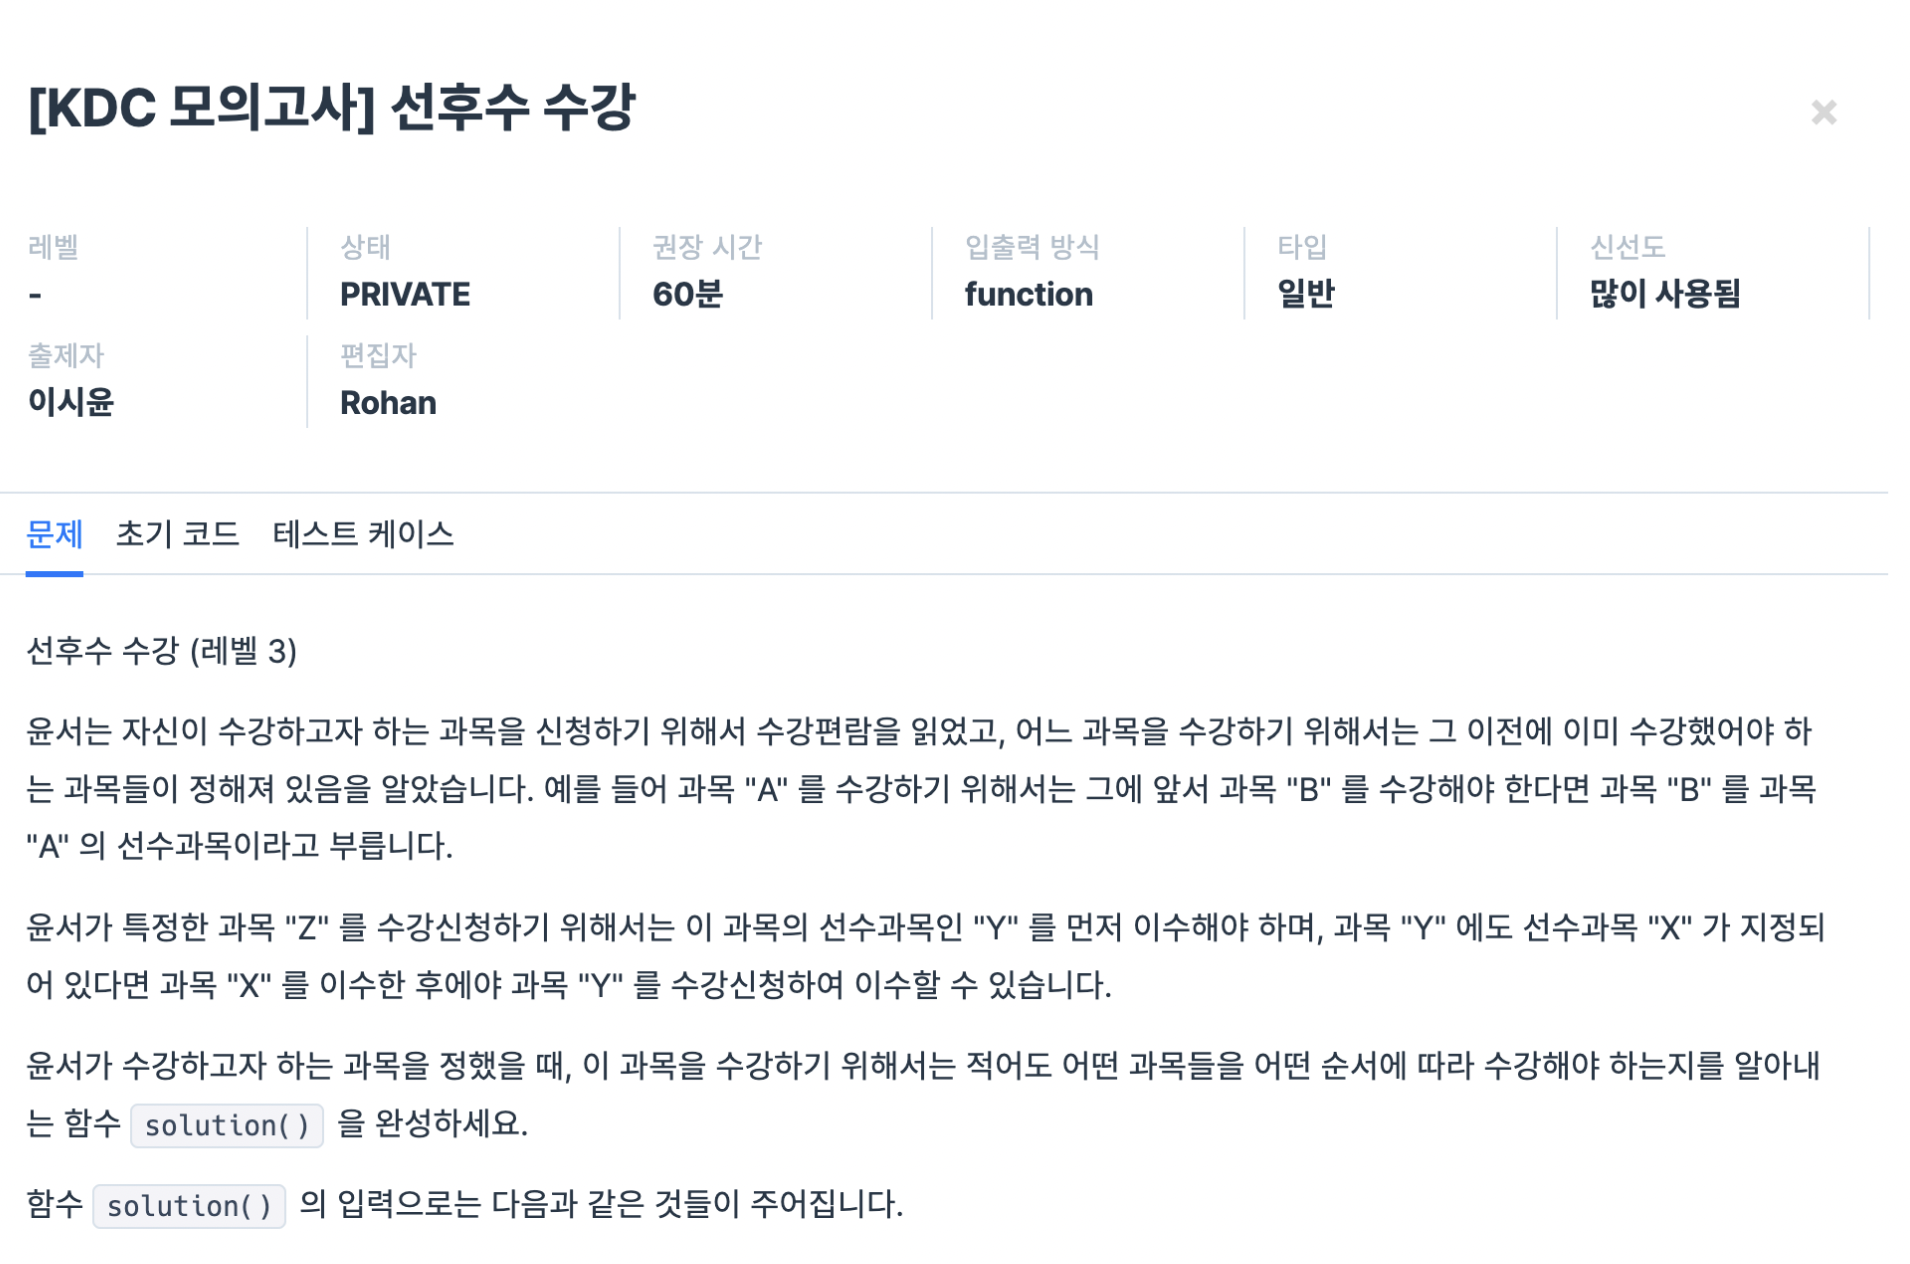 [KDC 모의고사] 선후수 수강
레벨
-
상태
PRIVATE
권장 시간
60분
입출력 방식
function
타입
일반
신선도
많이 사용됨
출제자
이시윤
편집자
Rohan
문제 초기 코드 테스트 케이스
선후수 수강 (레벨 3)
윤서는 자신이 수강하고자 하는 과목을 신청하기 위해서 수강편람을 읽었고, 어느 과목을 수강하기 위해서는 그 이전에 이미 수강했어야 하
는 과목들이 정해져 있음을 알았습니다. 예를 들어 과목 "A" 를 수강하기 위해서는 그에 앞서 과목 "B" 를 수강해야 한다면 과목 "B" 를 과목
"A" 의 선수과목이라고 부릅니다.
윤서가 특정한 과목 "Z" 를 수강신청하기 위해서는 이 과목의 선수과목인 "Y" 를 먼저 이수해야 하며, 과목 "Y" 에도 선수과목 "X" 가 지정되
어 있다면 과목 "X" 를 이수한 후에야 과목 "Y" 를 수강신청하여 이수할 수 있습니다.
윤서가 수강하고자 하는 과목을 정했을 때, 이 과목을 수강하기 위해서는 적어도 어떤 과목들을 어떤 순서에 따라 수강해야 하는지를 알아내
는 함수 solution() 을 완성하세요.
함수 solution() 의 입력으로는 다음과 같은 것들이 주어집니다.